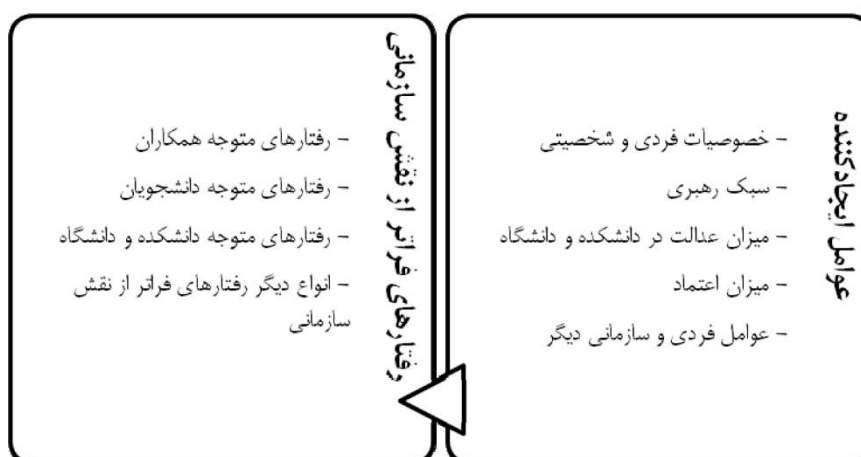 عوامل ایجادکننده
- خصوصیات فردی و شخصیتی
- سبک رهبری
- میزان عدالت در دانشکده و دانشگاه
- میزان اعتماد
- عوامل فردی و سازمانی دیگر
رفتارهای فراتر از نقش سازمانی
- رفتارهای متوجه همکاران
- رفتارهای متوجه دانشجویان
- رفتارهای متوجه دانشکده و دانشگاه
- انواع دیگر رفتارهای فراتر از نقش
سازمانی